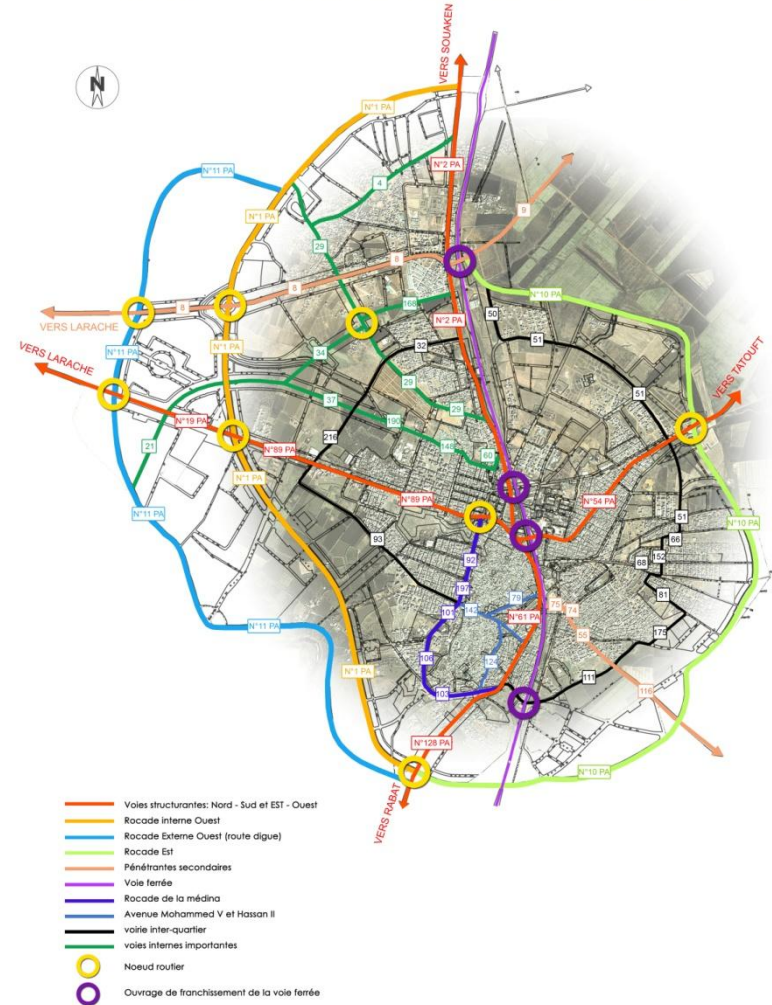 VERS SOUAKEN
N
N°1 PA
N°2 PA
N°11 PA
4
9
N°1 PA
29
8
8
N°10 PA
168
8
50
VERS LARACHE
N°2 PA
51
N°11 PA
32
VERS LARACHE
N°1 PA
34
VERS TATOUFT
29
51
37
29
N°19 PA
190
216
21
148
N°89 PA
60
N°1 PA
N°89 PA
N°54 PA
N°11 PA
51
N°10 PA
93
66
92
152
68
197
79
81
75
74
101
143
N°61 PA
N°11 PA
175
55
106
124
N°1 PA
111
103
116
N°128 PA
N°10 PA
VERS RABAT
Voies structurantes: Nord - Sud et EST - Ouest
Rocade interne Ouest
Rocade Externe Ouest (route digue)
Rocade Est
Pénétrantes secondaires
Voie ferrée
Rocade de la médina
Avenue Mohammed V et Hassan II
voirie inter-quartier
voies internes importantes
Noeud routier
Ouvrage de franchissement de la voie ferrée